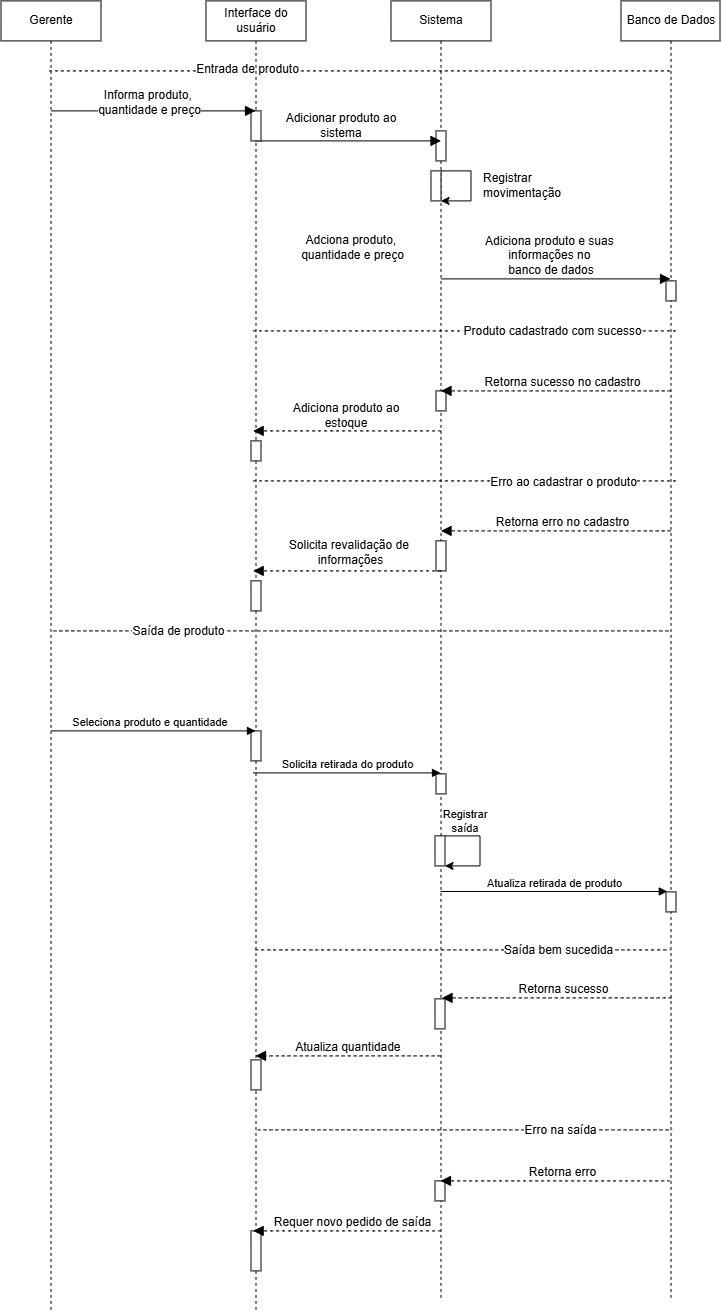 Gerente
Interface do
usuário
Sistema
Banco de Dados
Entrada de produto
Informa produto,
quantidade e preço
Adicionar produto ao
sistema
Registrar
movimentação
Adciona produto,
quantidade e preço
Adiciona produto e suas
informações no
banco de dados
Produto cadastrado com sucesso
Retorna sucesso no cadastro
Adiciona produto ao
estoque
Erro ao cadastrar o produto
Retorna erro no cadastro
Solicita revalidação de
informações
Saída de produto
Seleciona produto e quantidade
Solicita retirada do produto
Registrar
saída
Atualiza retirada de produto
Saída bem sucedida
Retorna sucesso
Atualiza quantidade
Erro na saída
Retorna erro
Requer novo pedido de saída